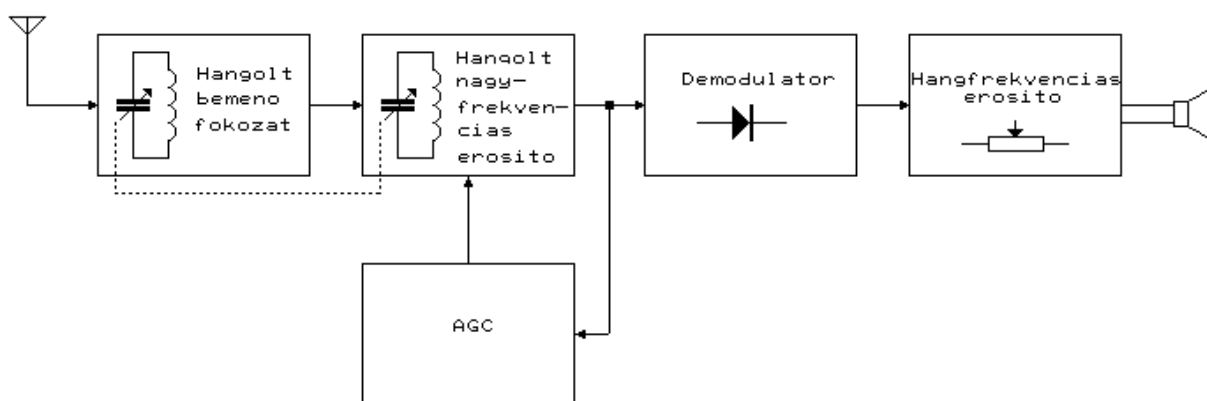 Hangolt
bemeno
fokozat
Hangolt
nagy-
frekven-
cias
erosito
Demodulator
Hangfrekvencias
erosito
AGC